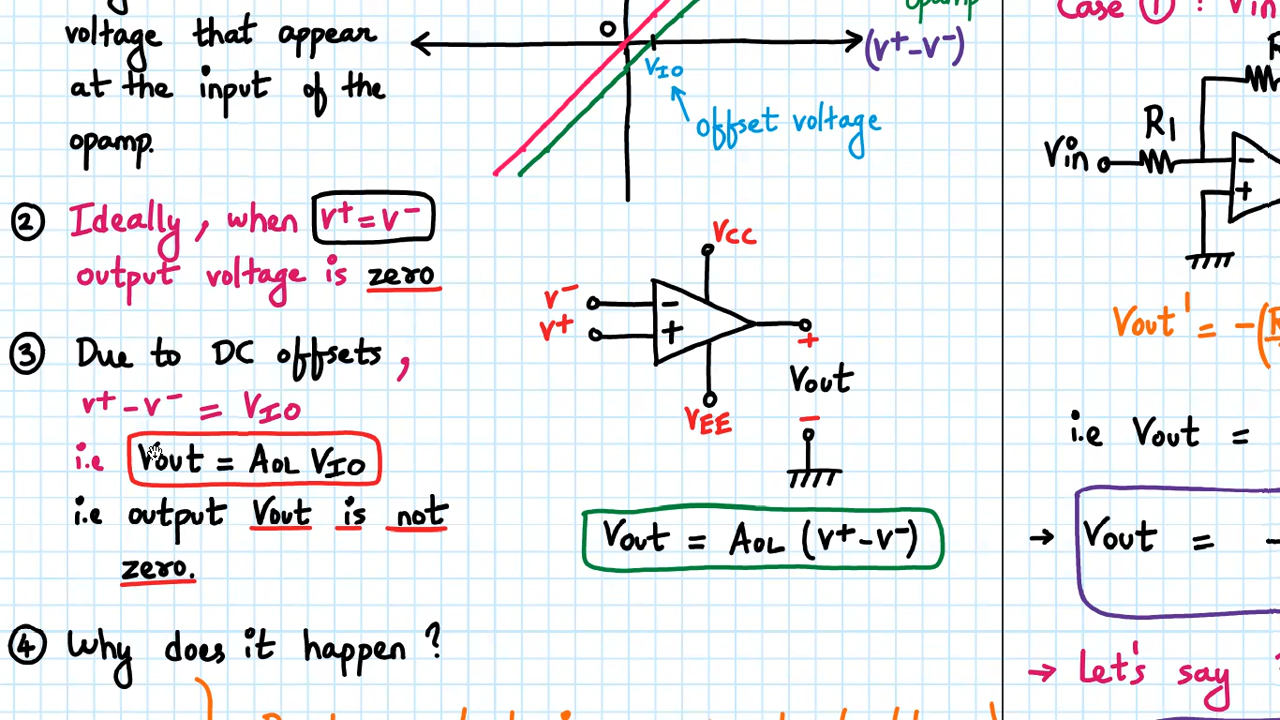 voltage that appear
at the input of the
opamp.
② Ideally, when v+ = v-
output voltage is zero
③ Due to DC offsets,
v+ - v- = VIO
i.e Vout = AOL VIO
i.e output Vout is not
zero.
④ Why does it happen ?
opamp
O
(v+-v-)
VIO
offset voltage
VCC
v-
v+
-
+
+
Vout
-
VEE
Vout = AOL (v+-v-)
Case ① : Vin
R1
Vin
-
+
Vout' = -(R
i.e Vout =
→ Vout = -
→ Let's say